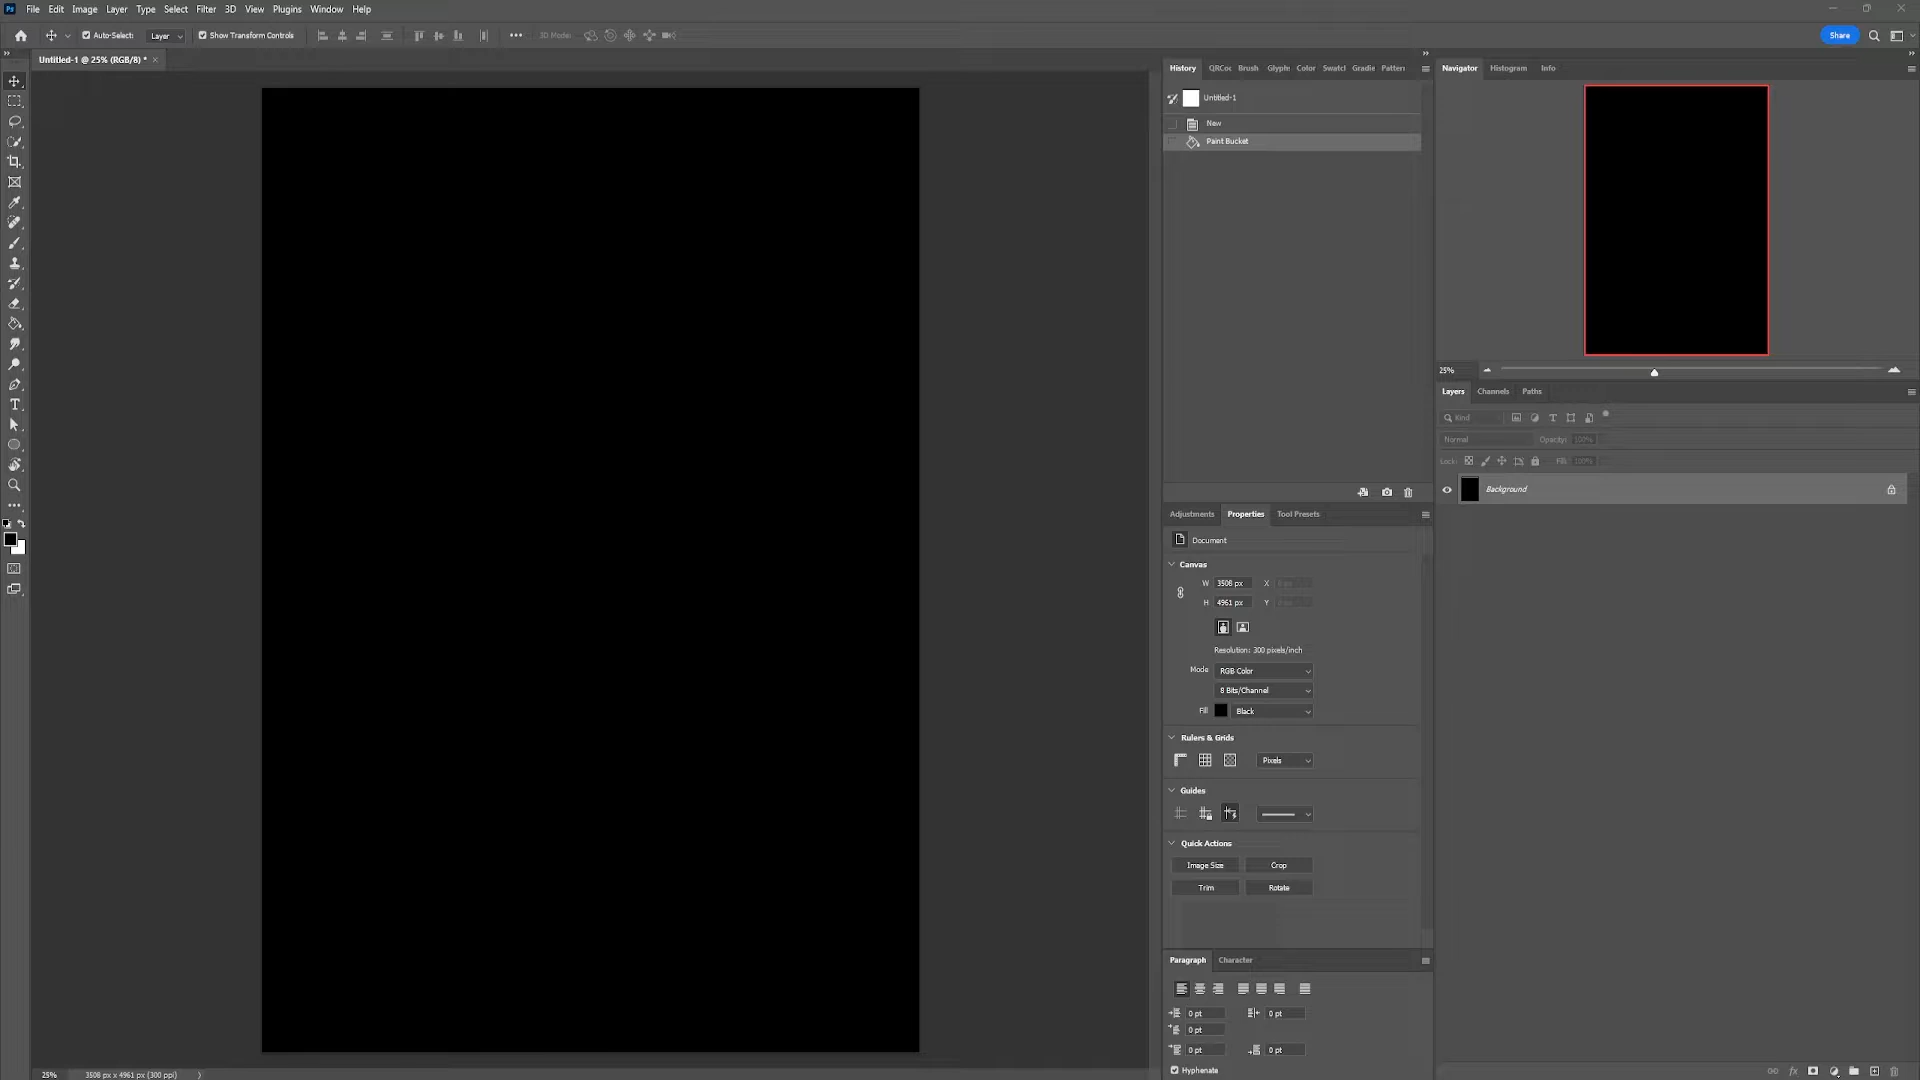 Ps File Edit Image Layer Type Select Filter 3D View Plugins Window Help
Auto-Select: Layer Show Transform Controls 3D Mode: Share
Untitled-1 @ 25% (RGB/8) *
History QRCoc Brush Glyph Color Swatcl Gradie Pattern
Untitled-1
New
Paint Bucket
Navigator Histogram Info
25%
Layers Channels Paths
Kind
Normal Opacity: 100%
Lock: Fill: 100%
Background
Adjustments Properties Tool Presets
Document
Canvas
W 3508 px X
H 4961 px Y
Resolution: 300 pixels/inch
Mode RGB Color
8 Bits/Channel
Fill Black
Rulers & Grids
Pixels
Guides
Quick Actions
Image Size Crop
Trim Rotate
Paragraph Character
0 pt 0 pt
0 pt
0 pt 0 pt
Hyphenate
25% 3508 px x 4961 px (300 ppi)